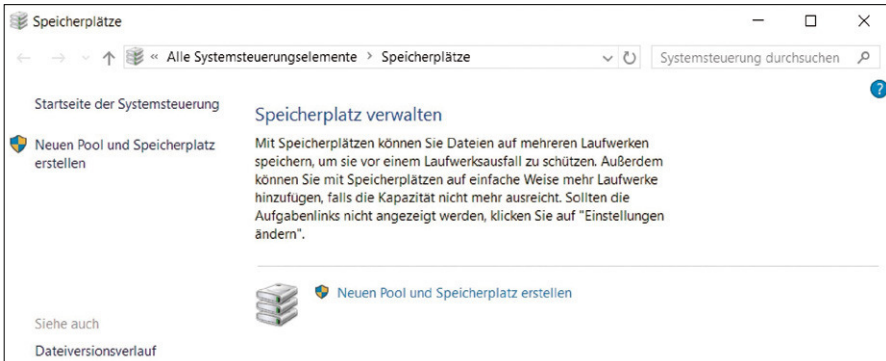 Speicherplätze
« Alle Systemsteuerungselemente > Speicherplätze
Systemsteuerung durchsuchen
?
Startseite der Systemsteuerung
Neuen Pool und Speicherplatz
erstellen
Speicherplatz verwalten
Mit Speicherplätzen können Sie Dateien auf mehreren Laufwerken
speichern, um sie vor einem Laufwerksausfall zu schützen. Außerdem
können Sie mit Speicherplätzen auf einfache Weise mehr Laufwerke
hinzufügen, falls die Kapazität nicht mehr ausreicht. Sollten die
Aufgabenlinks nicht angezeigt werden, klicken Sie auf "Einstellungen
ändern".
Neuen Pool und Speicherplatz erstellen
Siehe auch
Dateiversionsverlauf